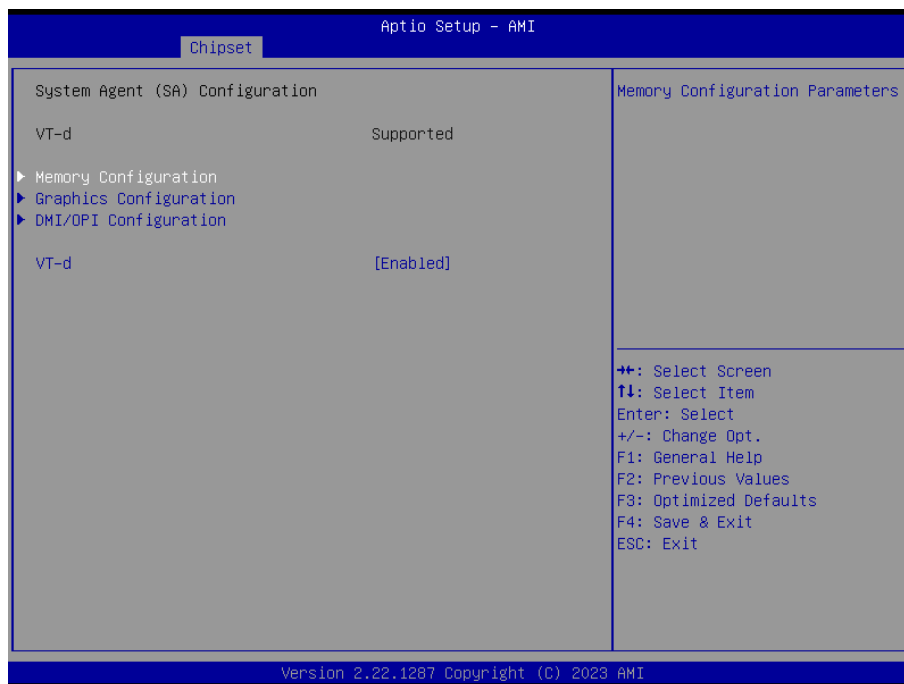 Aptio Setup – AMI
Chipset
System Agent (SA) Configuration
VT-d Supported
▶ Memory Configuration
▶ Graphics Configuration
▶ DMI/OPI Configuration
VT-d [Enabled]
Memory Configuration Parameters
→←: Select Screen
↑↓: Select Item
Enter: Select
+/-: Change Opt.
F1: General Help
F2: Previous Values
F3: Optimized Defaults
F4: Save & Exit
ESC: Exit
Version 2.22.1287 Copyright (C) 2023 AMI